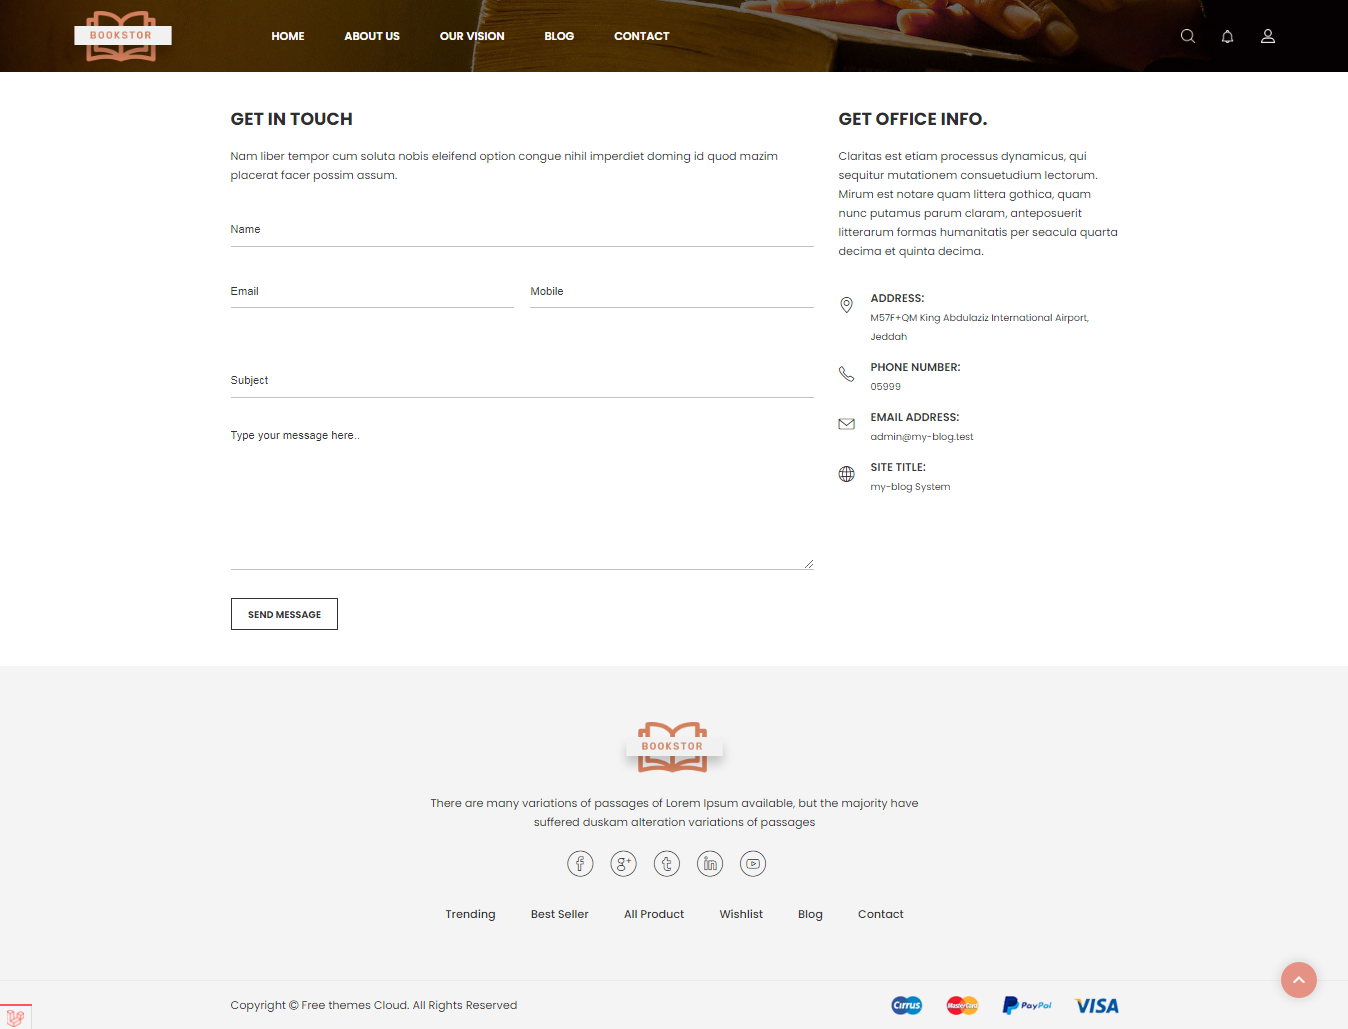 BOOKSTOR
HOME
ABOUT US
OUR VISION
BLOG
CONTACT
GET IN TOUCH
Nam liber tempor cum soluta nobis eleifend option congue nihil imperdiet doming id quod mazim
placerat facer possim assum.
Name
Email
Mobile
Subject
Type your message here..
SEND MESSAGE
GET OFFICE INFO.
Claritas est etiam processus dynamicus, qui
sequitur mutationem consuetudium lectorum.
Mirum est notare quam littera gothica, quam
nunc putamus parum claram, anteposuerit
litterarum formas humanitatis per seacula quarta
decima et quinta decima.
ADDRESS:
M57F+QM King Abdulaziz International Airport,
Jeddah
PHONE NUMBER:
05999
EMAIL ADDRESS:
admin@my-blog.test
SITE TITLE:
my-blog System
BOOKSTOR
There are many variations of passages of Lorem Ipsum available, but the majority have
suffered duskam alteration variations of passages
Trending
Best Seller
All Product
Wishlist
Blog
Contact
Copyright © Free themes Cloud. All Rights Reserved
Cirrus
MasterCard
PayPal
VISA